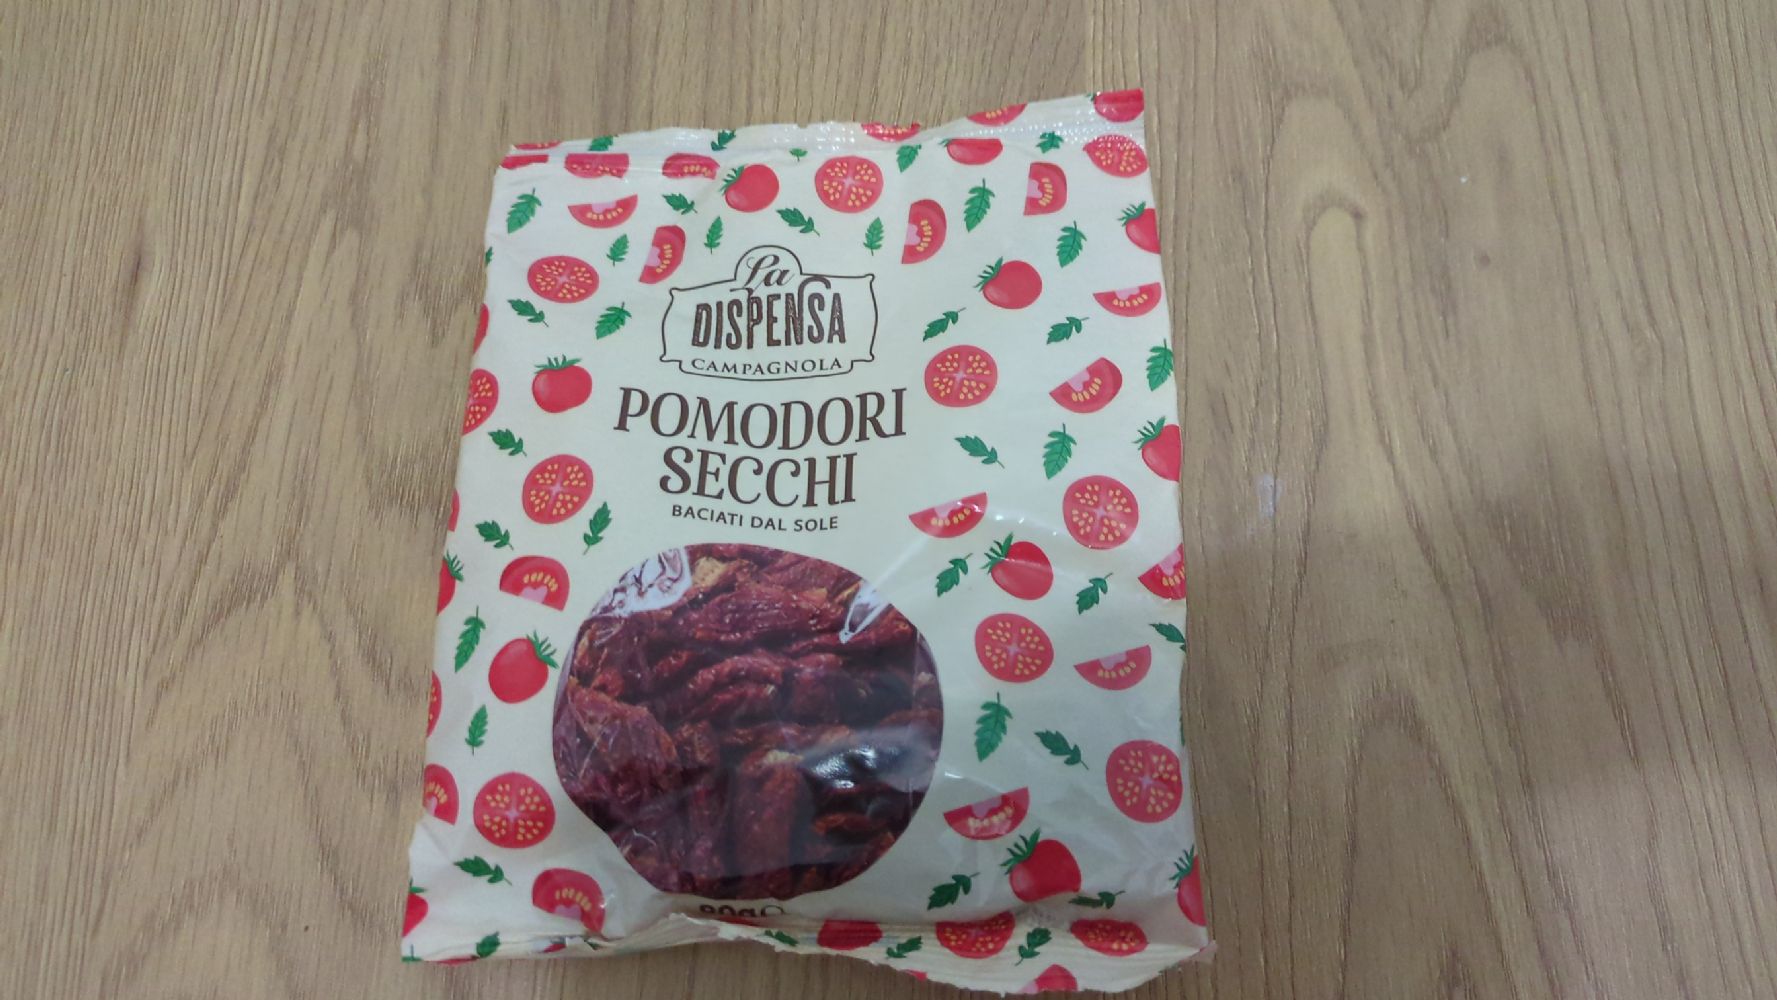 La
DISPENSA
CAMPAGNOLA
POMODORI
SECCHI
BACIATI DAL SOLE